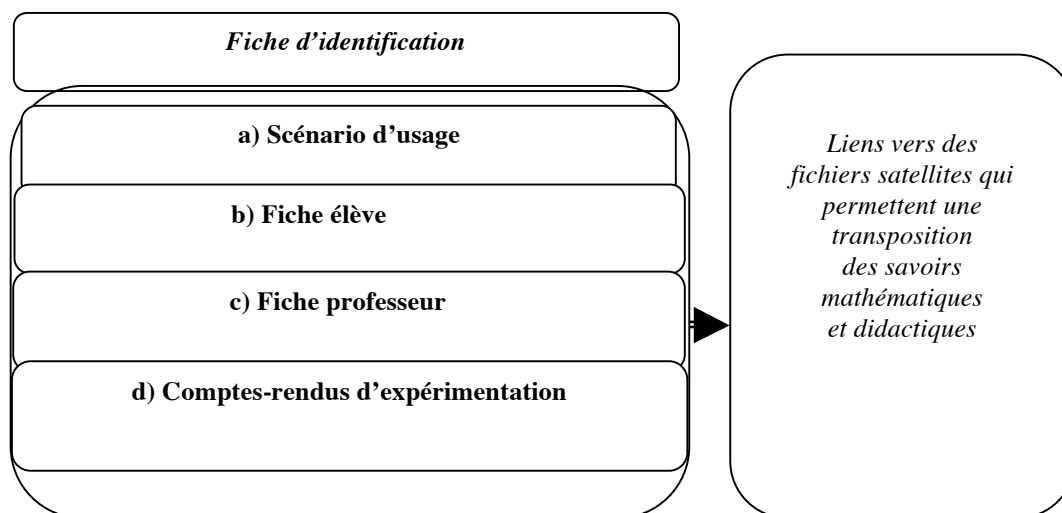 Fiche d’identification
a) Scénario d’usage
b) Fiche élève
c) Fiche professeur
d) Comptes-rendus d’expérimentation
Liens vers des
fichiers satellites qui
permettent une
transposition
des savoirs
mathématiques
et didactiques